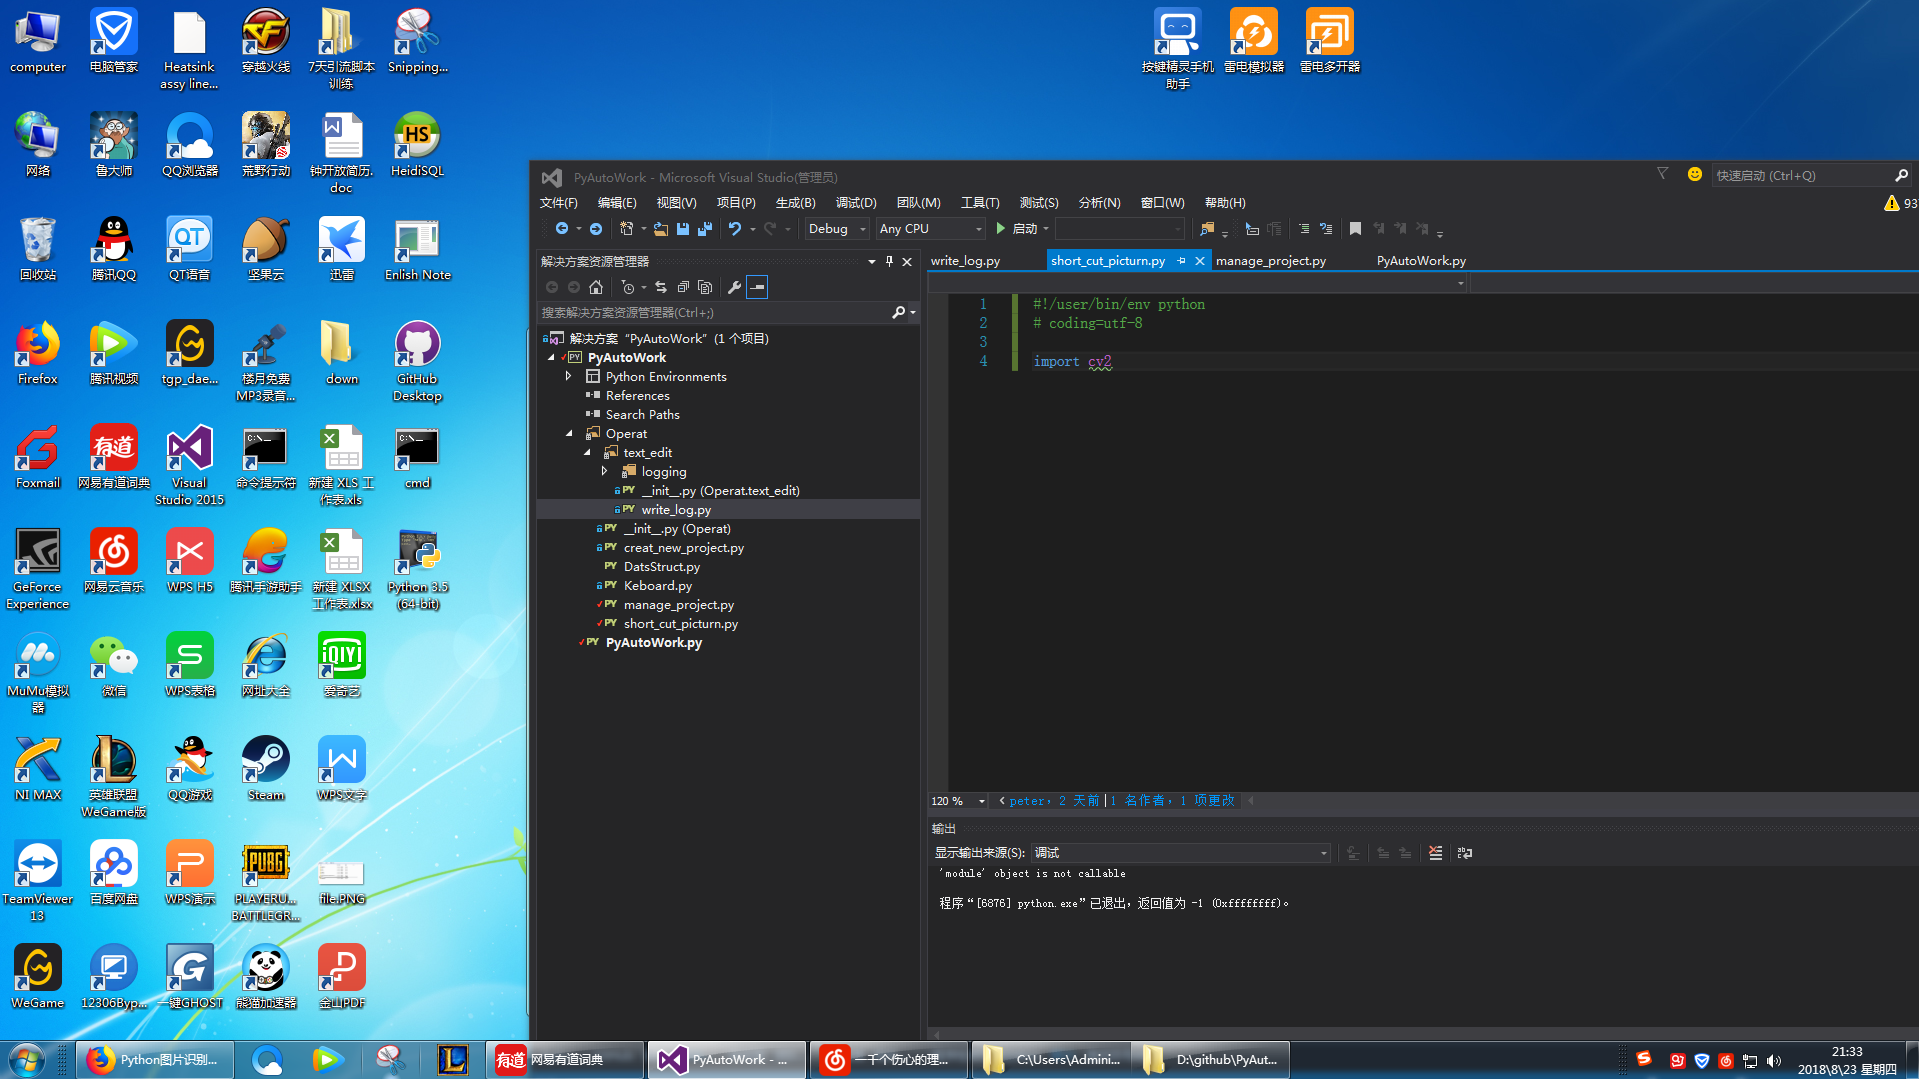 computer
电脑管家
Heatsink
assy line...
穿越火线
7天引流脚本
训练
Snipping...
按键精灵手机
助手
雷电模拟器
雷电多开器
网络
鲁大师
QQ浏览器
荒野行动
钟开放简历.
doc
HeidiSQL
回收站
腾讯QQ
QT语音
坚果云
迅雷
Enlish Note
Firefox
腾讯视频
tgp_dae...
楼月免费
MP3录音...
down
GitHub
Desktop
Foxmail
网易有道词典
Visual
Studio 2015
命令提示符
新建 XLS 工
作表.xls
cmd
GeForce
Experience
网易云音乐
WPS H5
腾讯手游助手
新建 XLSX
工作表.xlsx
Python 3.5
(64-bit)
MuMu模拟
器
微信
WPS表格
网址大全
爱奇艺
NI MAX
英雄联盟
WeGame版
QQ游戏
Steam
WPS文字
TeamViewer
13
百度网盘
WPS演示
PLAYERU...
BATTLEGR...
file.PNG
WeGame
12306Byp...
一键GHOST
熊猫加速器
金山PDF
PyAutoWork - Microsoft Visual Studio(管理员)
快速启动 (Ctrl+Q)
文件(F) 编辑(E) 视图(V) 项目(P) 生成(B) 调试(D) 团队(M) 工具(T) 测试(S) 分析(N) 窗口(W) 帮助(H)
93
Debug Any CPU 启动
解决方案资源管理器
write_log.py short_cut_picturn.py manage_project.py PyAutoWork.py
搜索解决方案资源管理器(Ctrl+;)
解决方案 “PyAutoWork” (1 个项目)
PyAutoWork
Python Environments
References
Search Paths
Operat
text_edit
logging
__init__.py (Operat.text_edit)
write_log.py
__init__.py (Operat)
creat_new_project.py
DatsStruct.py
Keboard.py
manage_project.py
short_cut_picturn.py
PyAutoWork.py
1 #!/user/bin/env python
2 # coding=utf-8
3
4 import cv2
120 % peter, 2 天前 | 1 名作者, 1 项更改
输出
显示输出来源(S): 调试
'module' object is not callable
程序“[6876] python.exe”已退出，返回值为 -1 (0xffffffff)。
Python图片识别...
网易有道词典
PyAutoWork - ...
一千个伤心的理...
C:\Users\Admini...
D:\github\PyAut...
21:33
2018\8\23 星期四